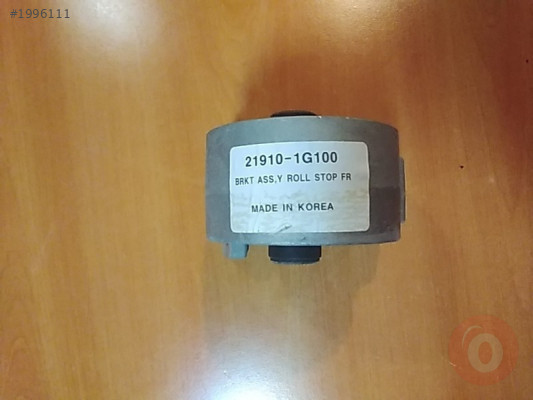 #1996111
21910-1G100
BRKT ASS,Y ROLL STOP FR
MADE IN KOREA